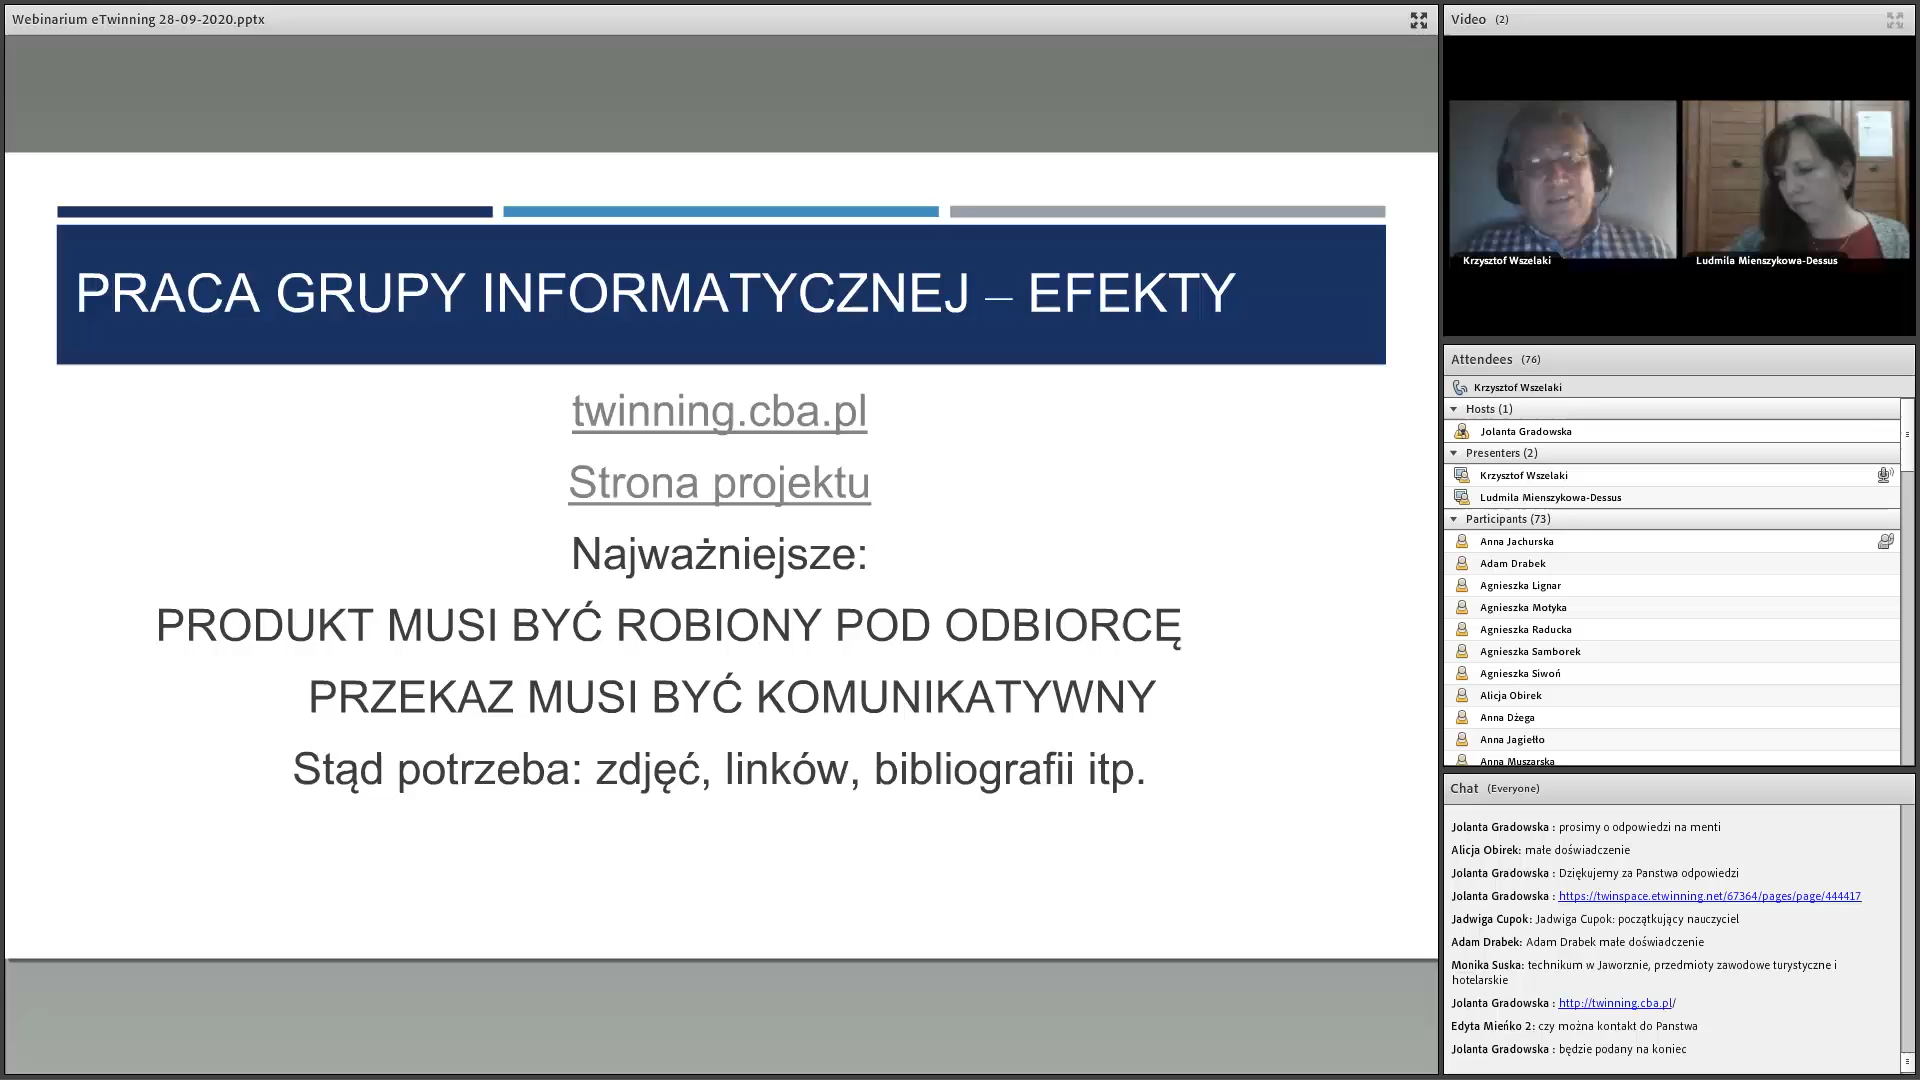 Webinarium eTwinning 28-09-2020.pptx
PRACA GRUPY INFORMATYCZNEJ – EFEKTY
twinning.cba.pl
Strona projektu
Najważniejsze:
PRODUKT MUSI BYĆ ROBIONY POD ODBIORCĘ
PRZEKAZ MUSI BYĆ KOMUNIKATYWNY
Stąd potrzeba: zdjęć, linków, bibliografii itp.
Video (2)
Krzysztof Wszelaki
Ludmila Mienszykowa-Dessus
Attendees (76)
Krzysztof Wszelaki
Hosts (1)
Jolanta Gradowska
Presenters (2)
Krzysztof Wszelaki
Ludmila Mienszykowa-Dessus
Participants (73)
Anna Jachurska
Adam Drabek
Agnieszka Lignar
Agnieszka Motyka
Agnieszka Raducka
Agnieszka Samborek
Agnieszka Siwoń
Alicja Obirek
Anna Dżega
Anna Jagiełło
Anna Muszarska
Chat (Everyone)
Jolanta Gradowska : prosimy o odpowiedzi na menti
Alicja Obirek: małe doświadczenie
Jolanta Gradowska : Dziękujemy za Panstwa odpowiedzi
Jolanta Gradowska : https://twinspace.etwinning.net/67364/pages/page/444417
Jadwiga Cupok: Jadwiga Cupok: początkujący nauczyciel
Adam Drabek: Adam Drabek małe doświadczenie
Monika Suska: technikum w Jaworznie, przedmioty zawodowe turystyczne i
hotelarskie
Jolanta Gradowska : http://twinning.cba.pl/
Edyta Mieńko 2: czy można kontakt do Panstwa
Jolanta Gradowska : będzie podany na koniec